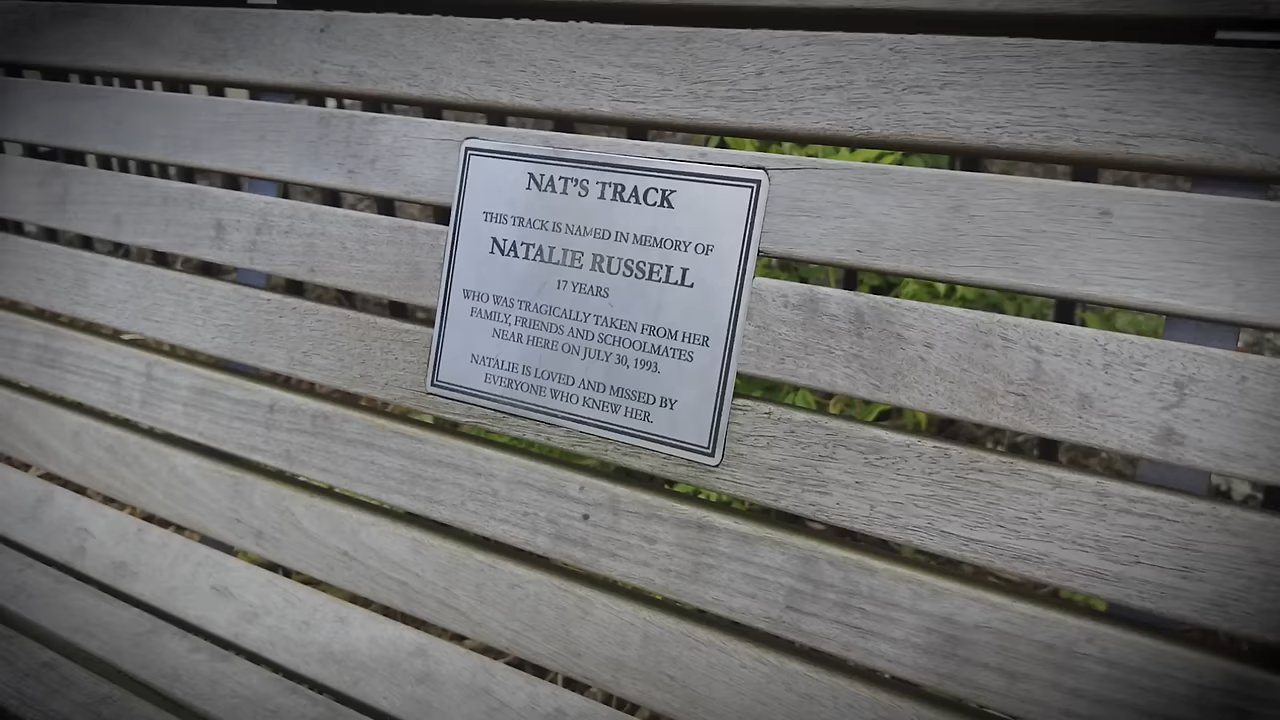 NAT'S TRACK
THIS TRACK IS NAMED IN MEMORY OF
NATALIE RUSSELL
17 YEARS
WHO WAS TRAGICALLY TAKEN FROM HER
FAMILY, FRIENDS AND SCHOOLMATES
NEAR HERE ON JULY 30, 1993.
NATALIE IS LOVED AND MISSED BY
EVERYONE WHO KNEW HER.